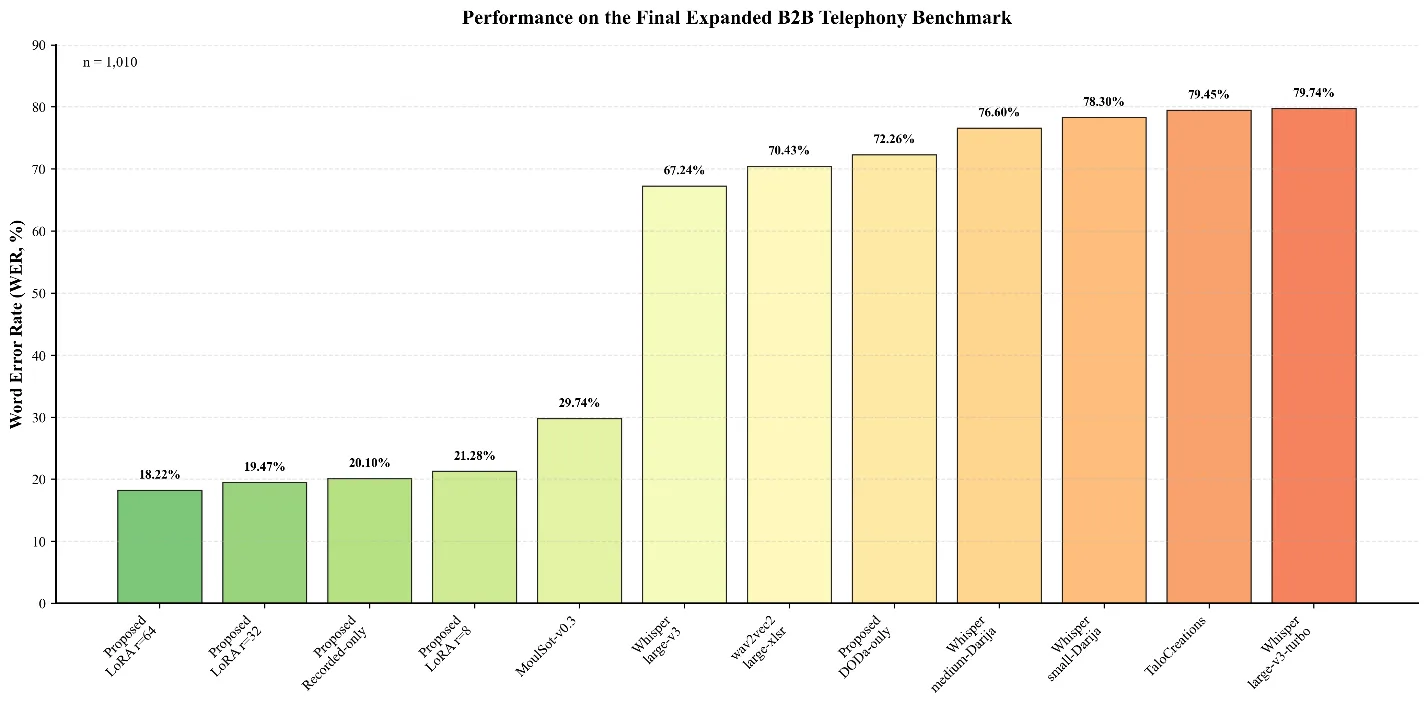 Performance on the Final Expanded B2B Telephony Benchmark
n = 1,010
Word Error Rate (WER, %)
90
80
70
60
50
40
30
20
10
0
18.22%
19.47%
20.10%
21.28%
29.74%
67.24%
70.43%
72.26%
76.60%
78.30%
79.45%
79.74%
Proposed
LoRA r=64
Proposed
LoRA r=32
Proposed
Recorded-only
Proposed
LoRA r=8
MoulSot-v0.3
Whisper
large-v3
wav2vec2
large-xlsr
Proposed
DODa-only
Whisper
medium-Darija
Whisper
small-Darija
TaloCreations
Whisper
large-v3-turbo